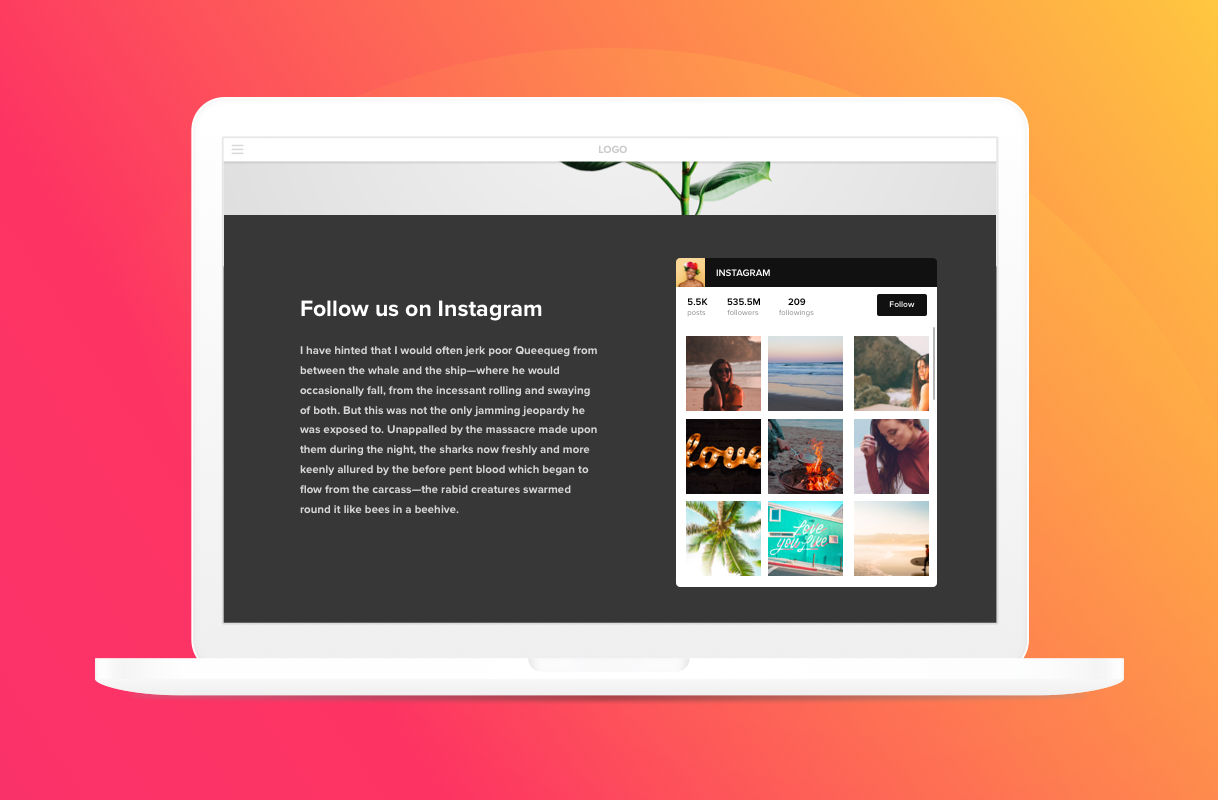 LOGO
Follow us on Instagram
I have hinted that I would often jerk poor Queequeg from
between the whale and the ship—where he would
occasionally fall, from the incessant rolling and swaying
of both. But this was not the only jamming jeopardy he
was exposed to. Unappalled by the massacre made upon
them during the night, the sharks now freshly and more
keenly allured by the before pent blood which began to
flow from the carcass—the rabid creatures swarmed
round it like bees in a beehive.
INSTAGRAM
5.5K 535.5M 209
posts followers followings
Follow
love
love
you give